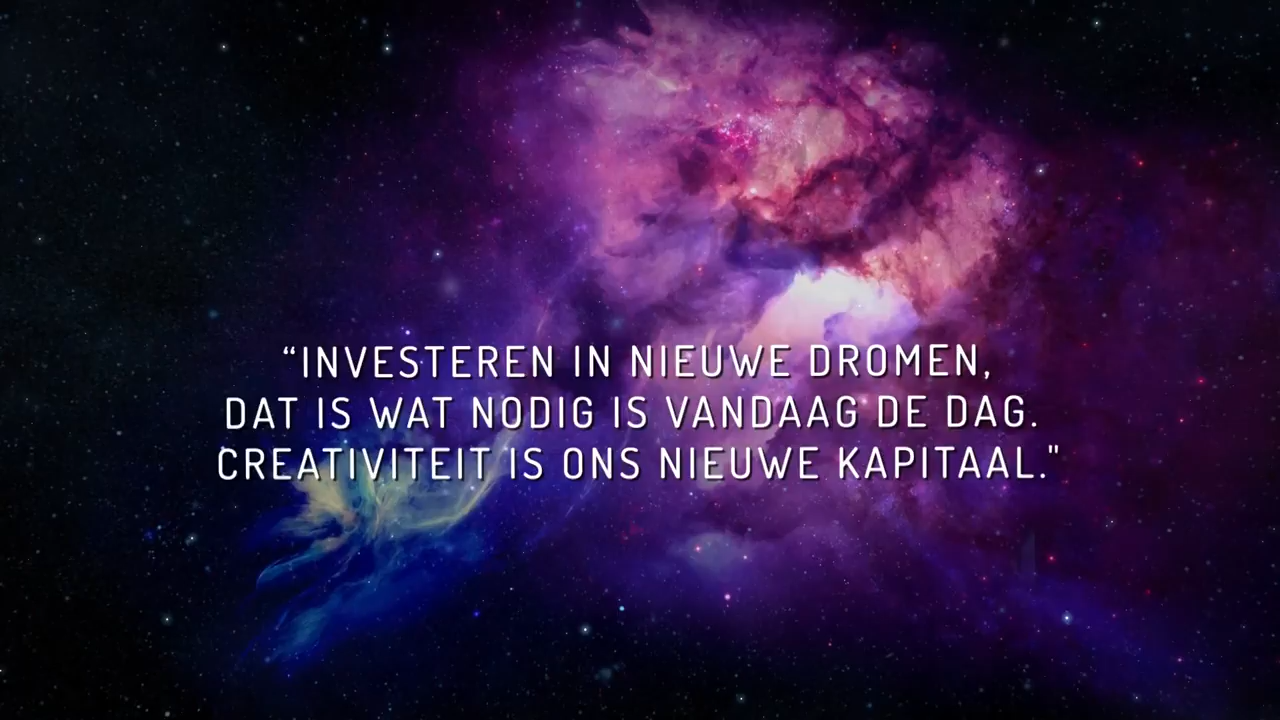 “INVESTEREN IN NIEUWE DROMEN,
DAT IS WAT NODIG IS VANDAAG DE DAG.
CREATIVITEIT IS ONS NIEUWE KAPITAAL."